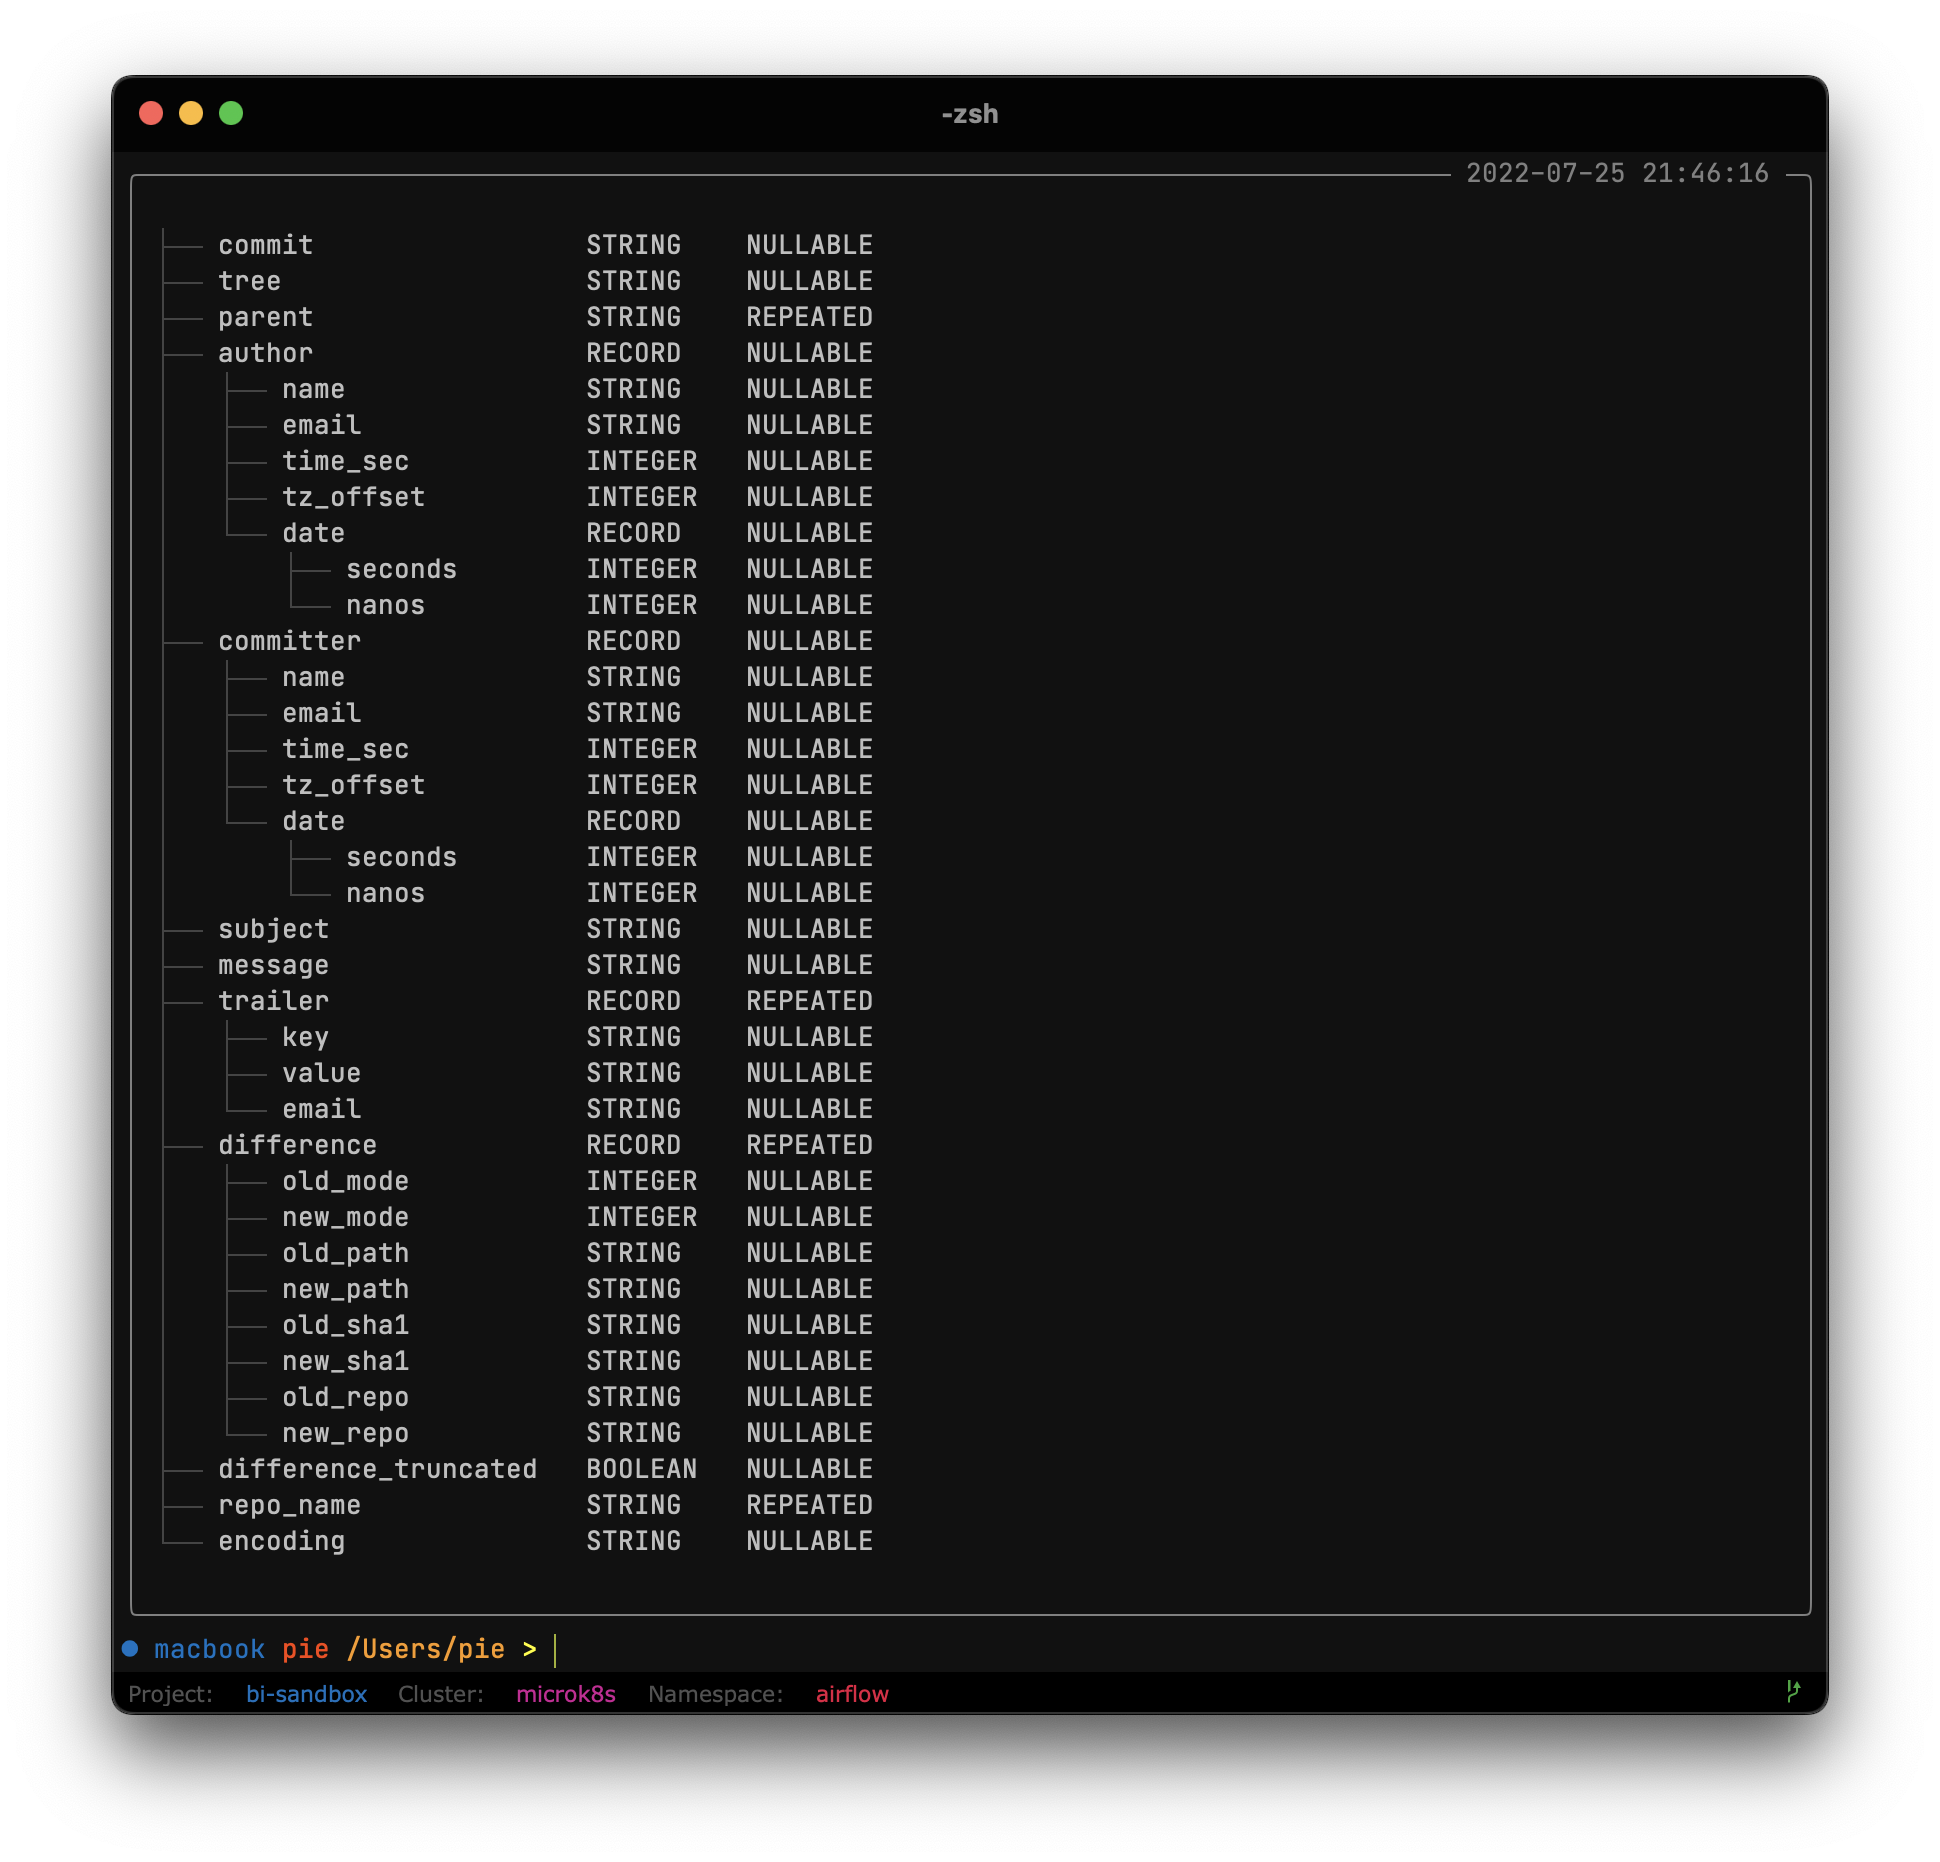 -zsh
2022-07-25 21:46:16
commit STRING NULLABLE
tree STRING NULLABLE
parent STRING REPEATED
author RECORD NULLABLE
name STRING NULLABLE
email STRING NULLABLE
time_sec INTEGER NULLABLE
tz_offset INTEGER NULLABLE
date RECORD NULLABLE
seconds INTEGER NULLABLE
nanos INTEGER NULLABLE
committer RECORD NULLABLE
name STRING NULLABLE
email STRING NULLABLE
time_sec INTEGER NULLABLE
tz_offset INTEGER NULLABLE
date RECORD NULLABLE
seconds INTEGER NULLABLE
nanos INTEGER NULLABLE
subject STRING NULLABLE
message STRING NULLABLE
trailer RECORD REPEATED
key STRING NULLABLE
value STRING NULLABLE
email STRING NULLABLE
difference RECORD REPEATED
old_mode INTEGER NULLABLE
new_mode INTEGER NULLABLE
old_path STRING NULLABLE
new_path STRING NULLABLE
old_sha1 STRING NULLABLE
new_sha1 STRING NULLABLE
old_repo STRING NULLABLE
new_repo STRING NULLABLE
difference_truncated BOOLEAN NULLABLE
repo_name STRING REPEATED
encoding STRING NULLABLE
macbook pie /Users/pie >
Project: bi-sandbox Cluster: microk8s Namespace: airflow